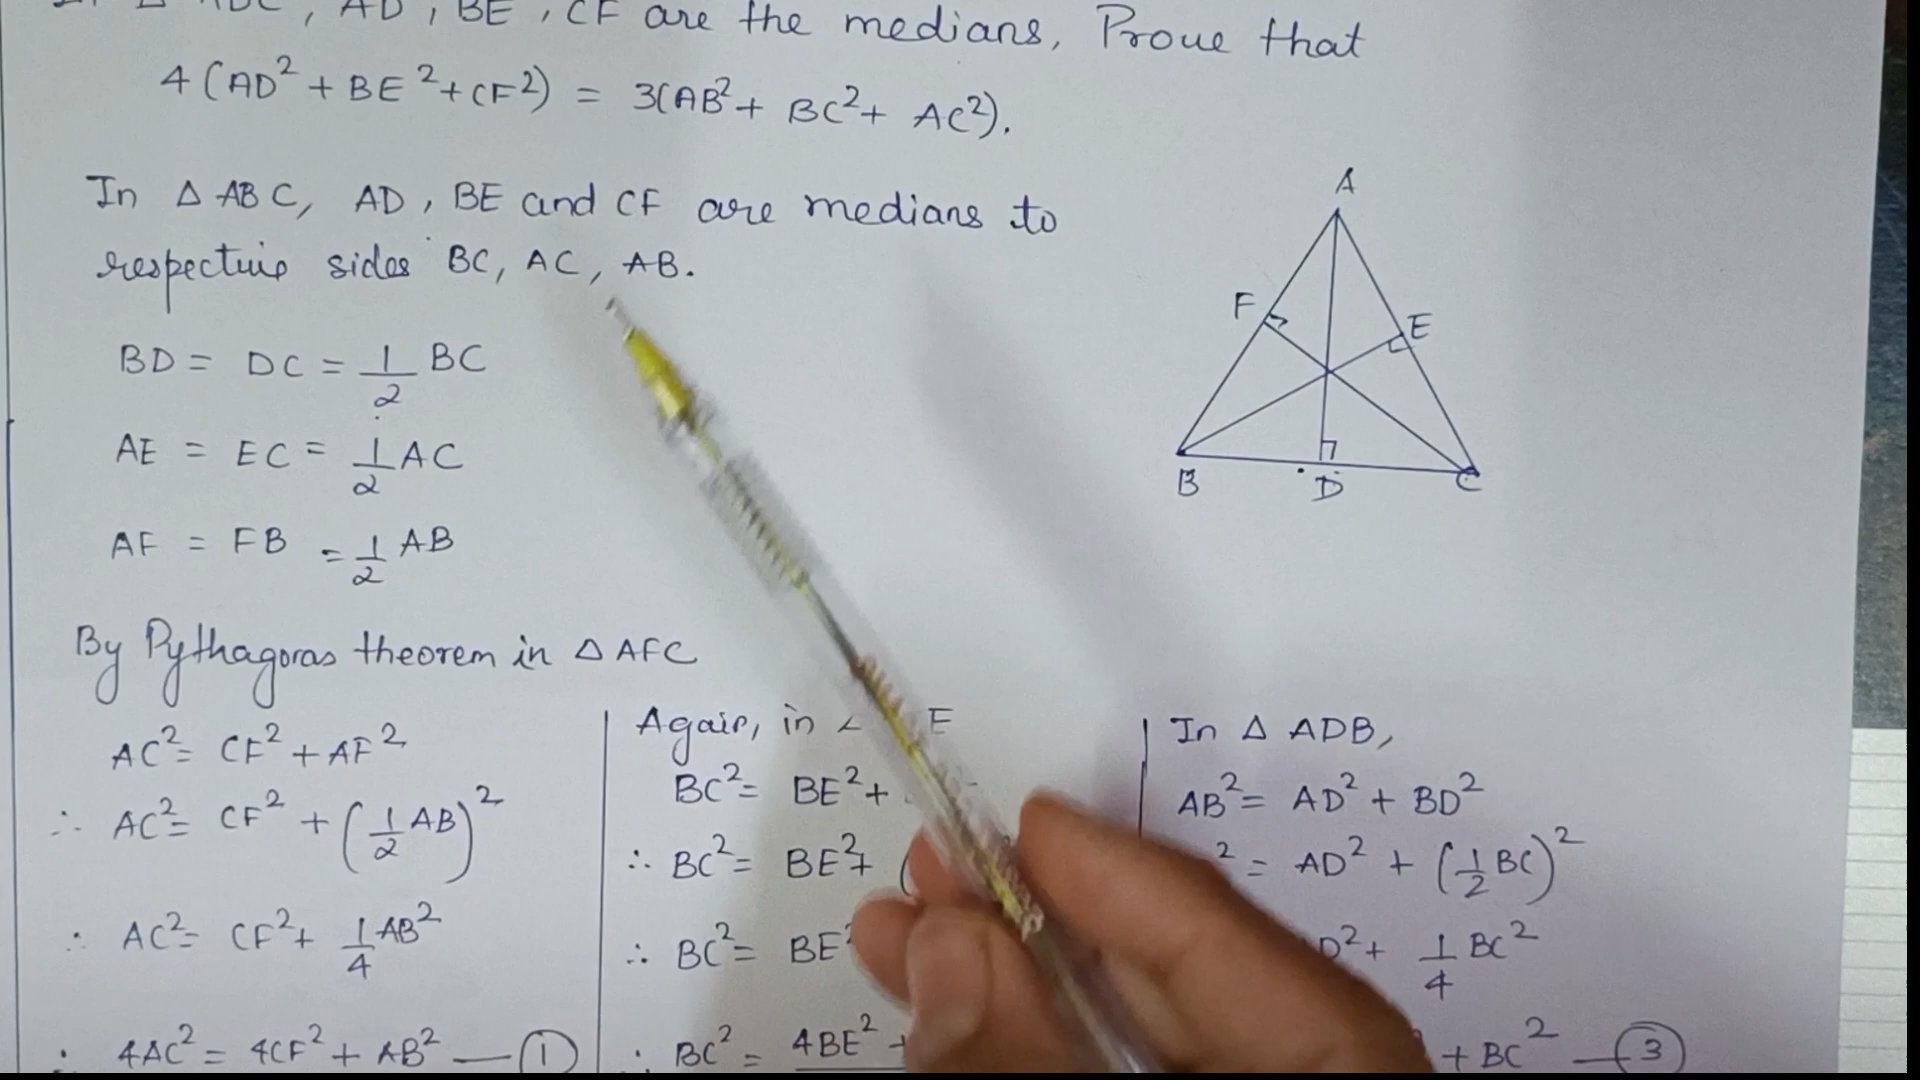 △ ABC, AD, BE, CF are the medians, Prove that
4(AD²+BE²+CF²) = 3(AB²+ BC²+ AC²).
In △ ABC, AD, BE and CF are medians to
respective sides BC, AC, AB.
BD = DC = 1/2 BC
AE = EC = 1/2 AC
AF = FB = 1/2 AB
A
F
E
B
D
C
By Pythagoras theorem in △ AFC
AC² = CF² + AF²
∴ AC² = CF² + (1/2 AB)²
∴ AC² = CF² + 1/4 AB²
∴ 4AC² = 4CF² + AB² — 1
Again, in E
BC² = BE² +
∴ BC² = BE² + (
∴ BC² = BE²
∴ BC² = 4BE² +
In △ ADB,
AB² = AD² + BD²
² = AD² + (1/2 BC)²
D² + 1/4 BC²
+ BC² — 3